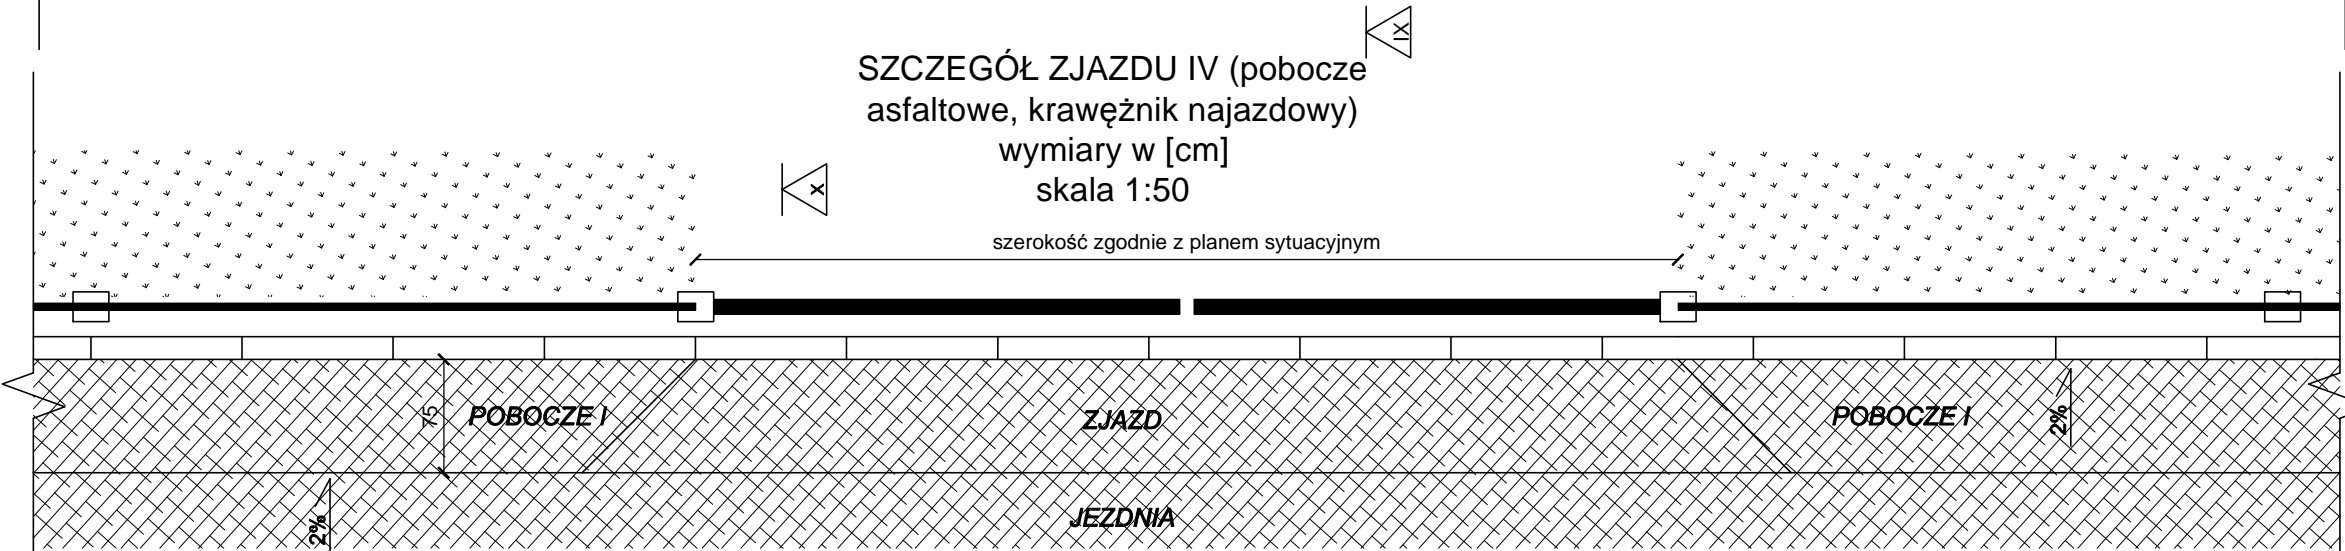 IX
SZCZEGÓŁ ZJAZDU IV (pobocze
asfaltowe, krawężnik najazdowy)
wymiary w [cm]
skala 1:50
X
szerokość zgodnie z planem sytuacyjnym
75
POBOCZE I
ZJAZD
POBOCZE I
2%
2%
JEZDNIA